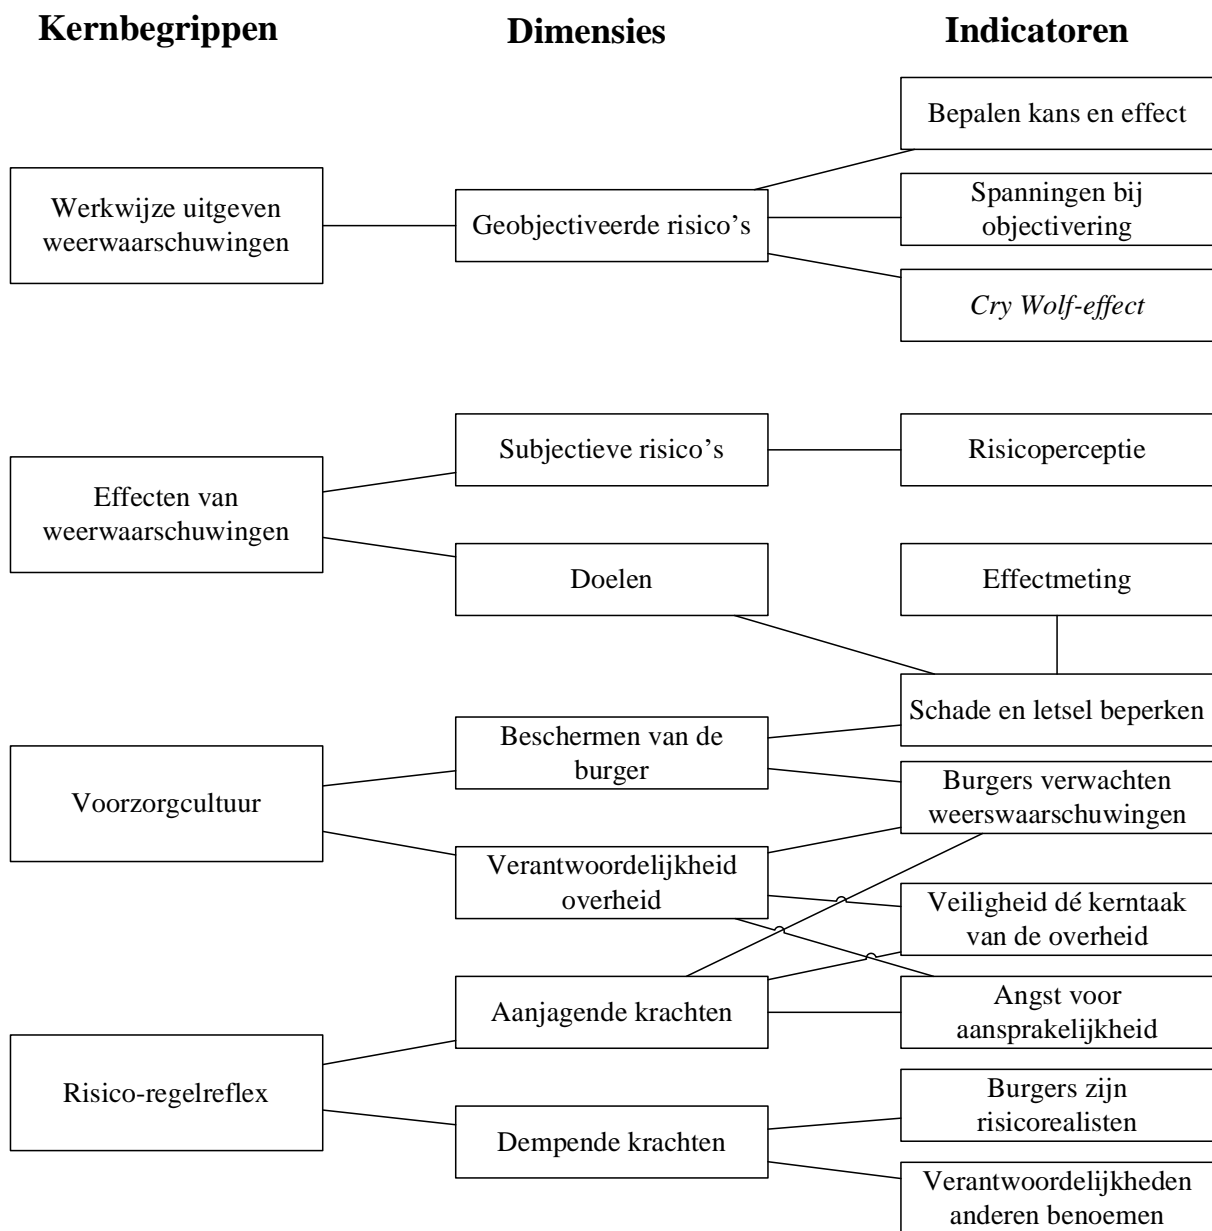 Kernbegrippen
Dimensies
Indicatoren
Bepalen kans en effect
Werkwijze uitgeven
weerwaarschuwingen
Geobjectiveerde risico’s
Spanningen bij
objectivering
Cry Wolf-effect
Effecten van
weerwaarschuwingen
Subjectieve risico’s
Risicoperceptie
Doelen
Effectmeting
Schade en letsel beperken
Voorzorgcultuur
Beschermen van de
burger
Burgers verwachten
weerswaarschuwingen
Verantwoordelijkheid
overheid
Veiligheid dé kerntaak
van de overheid
Risico-regelreflex
Aanjagende krachten
Angst voor
aansprakelijkheid
Dempende krachten
Burgers zijn
risicorealisten
Verantwoordelijkheden
anderen benoemen